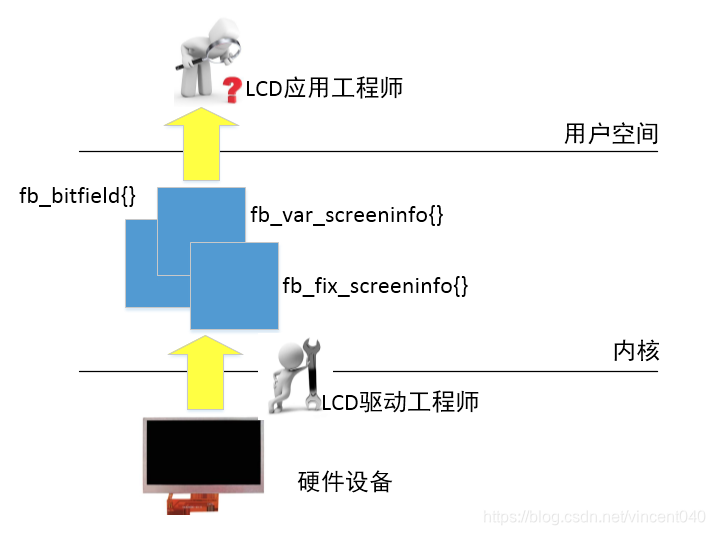 ?
LCD应用工程师
用户空间
fb_bitfield{}
fb_var_screeninfo{}
fb_fix_screeninfo{}
内核
LCD驱动工程师
硬件设备
https://blog.csdn.net/vincent040